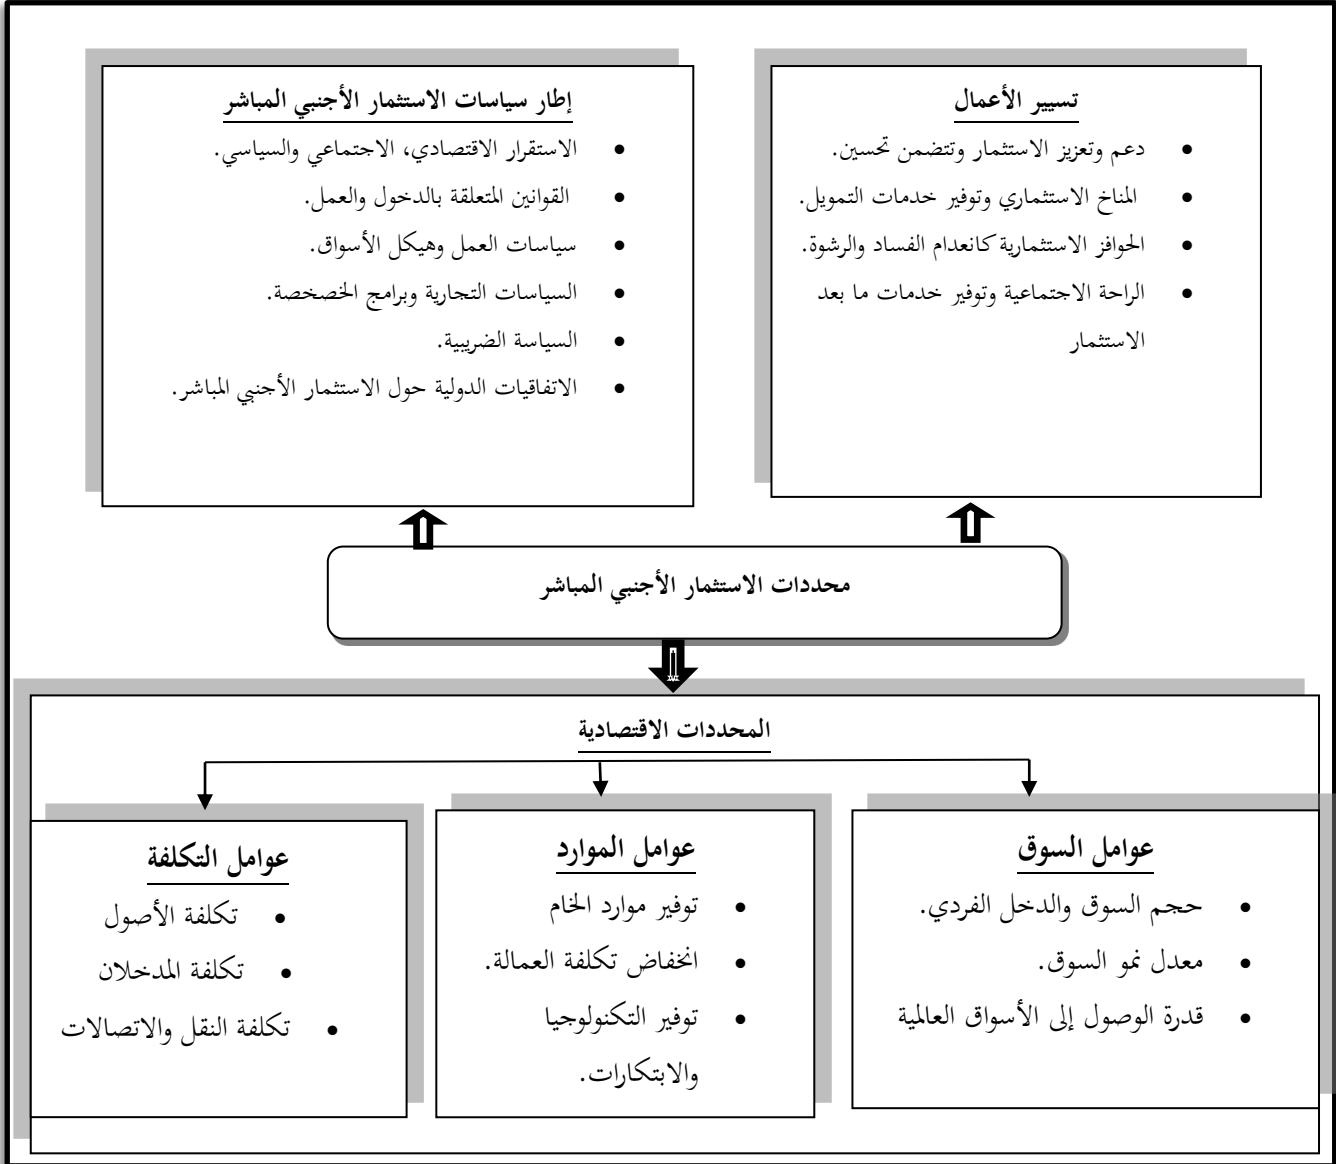 تسيير الأعمال
• دعم وتعزيز الاستثمار وتتضمن تحسين.
• المناخ الاستثماري وتوفير خدمات التمويل.
• الحوافز الاستثمارية كانعدام الفساد والرشوة.
• الراحة الاجتماعية وتوفير خدمات ما بعد
الاستثمار
إطار سياسات الاستثمار الأجنبي المباشر
• الاستقرار الاقتصادي، الاجتماعي والسياسي.
• القوانين المتعلقة بالدخول والعمل.
• سياسات العمل وهيكل الأسواق.
• السياسات التجارية وبرامج الخصخصة.
• السياسة الضريبية.
• الاتفاقيات الدولية حول الاستثمار الأجنبي المباشر.
محددات الاستثمار الأجنبي المباشر
المحددات الاقتصادية
عوامل السوق
• حجم السوق والدخل الفردي.
• معدل نمو السوق.
• قدرة الوصول إلى الأسواق العالمية
عوامل الموارد
• توفير موارد الخام
• انخفاض تكلفة العمالة.
• توفير التكنولوجيا
والابتكارات.
عوامل التكلفة
• تكلفة الأصول
• تكلفة المدخلان
• تكلفة النقل والاتصالات